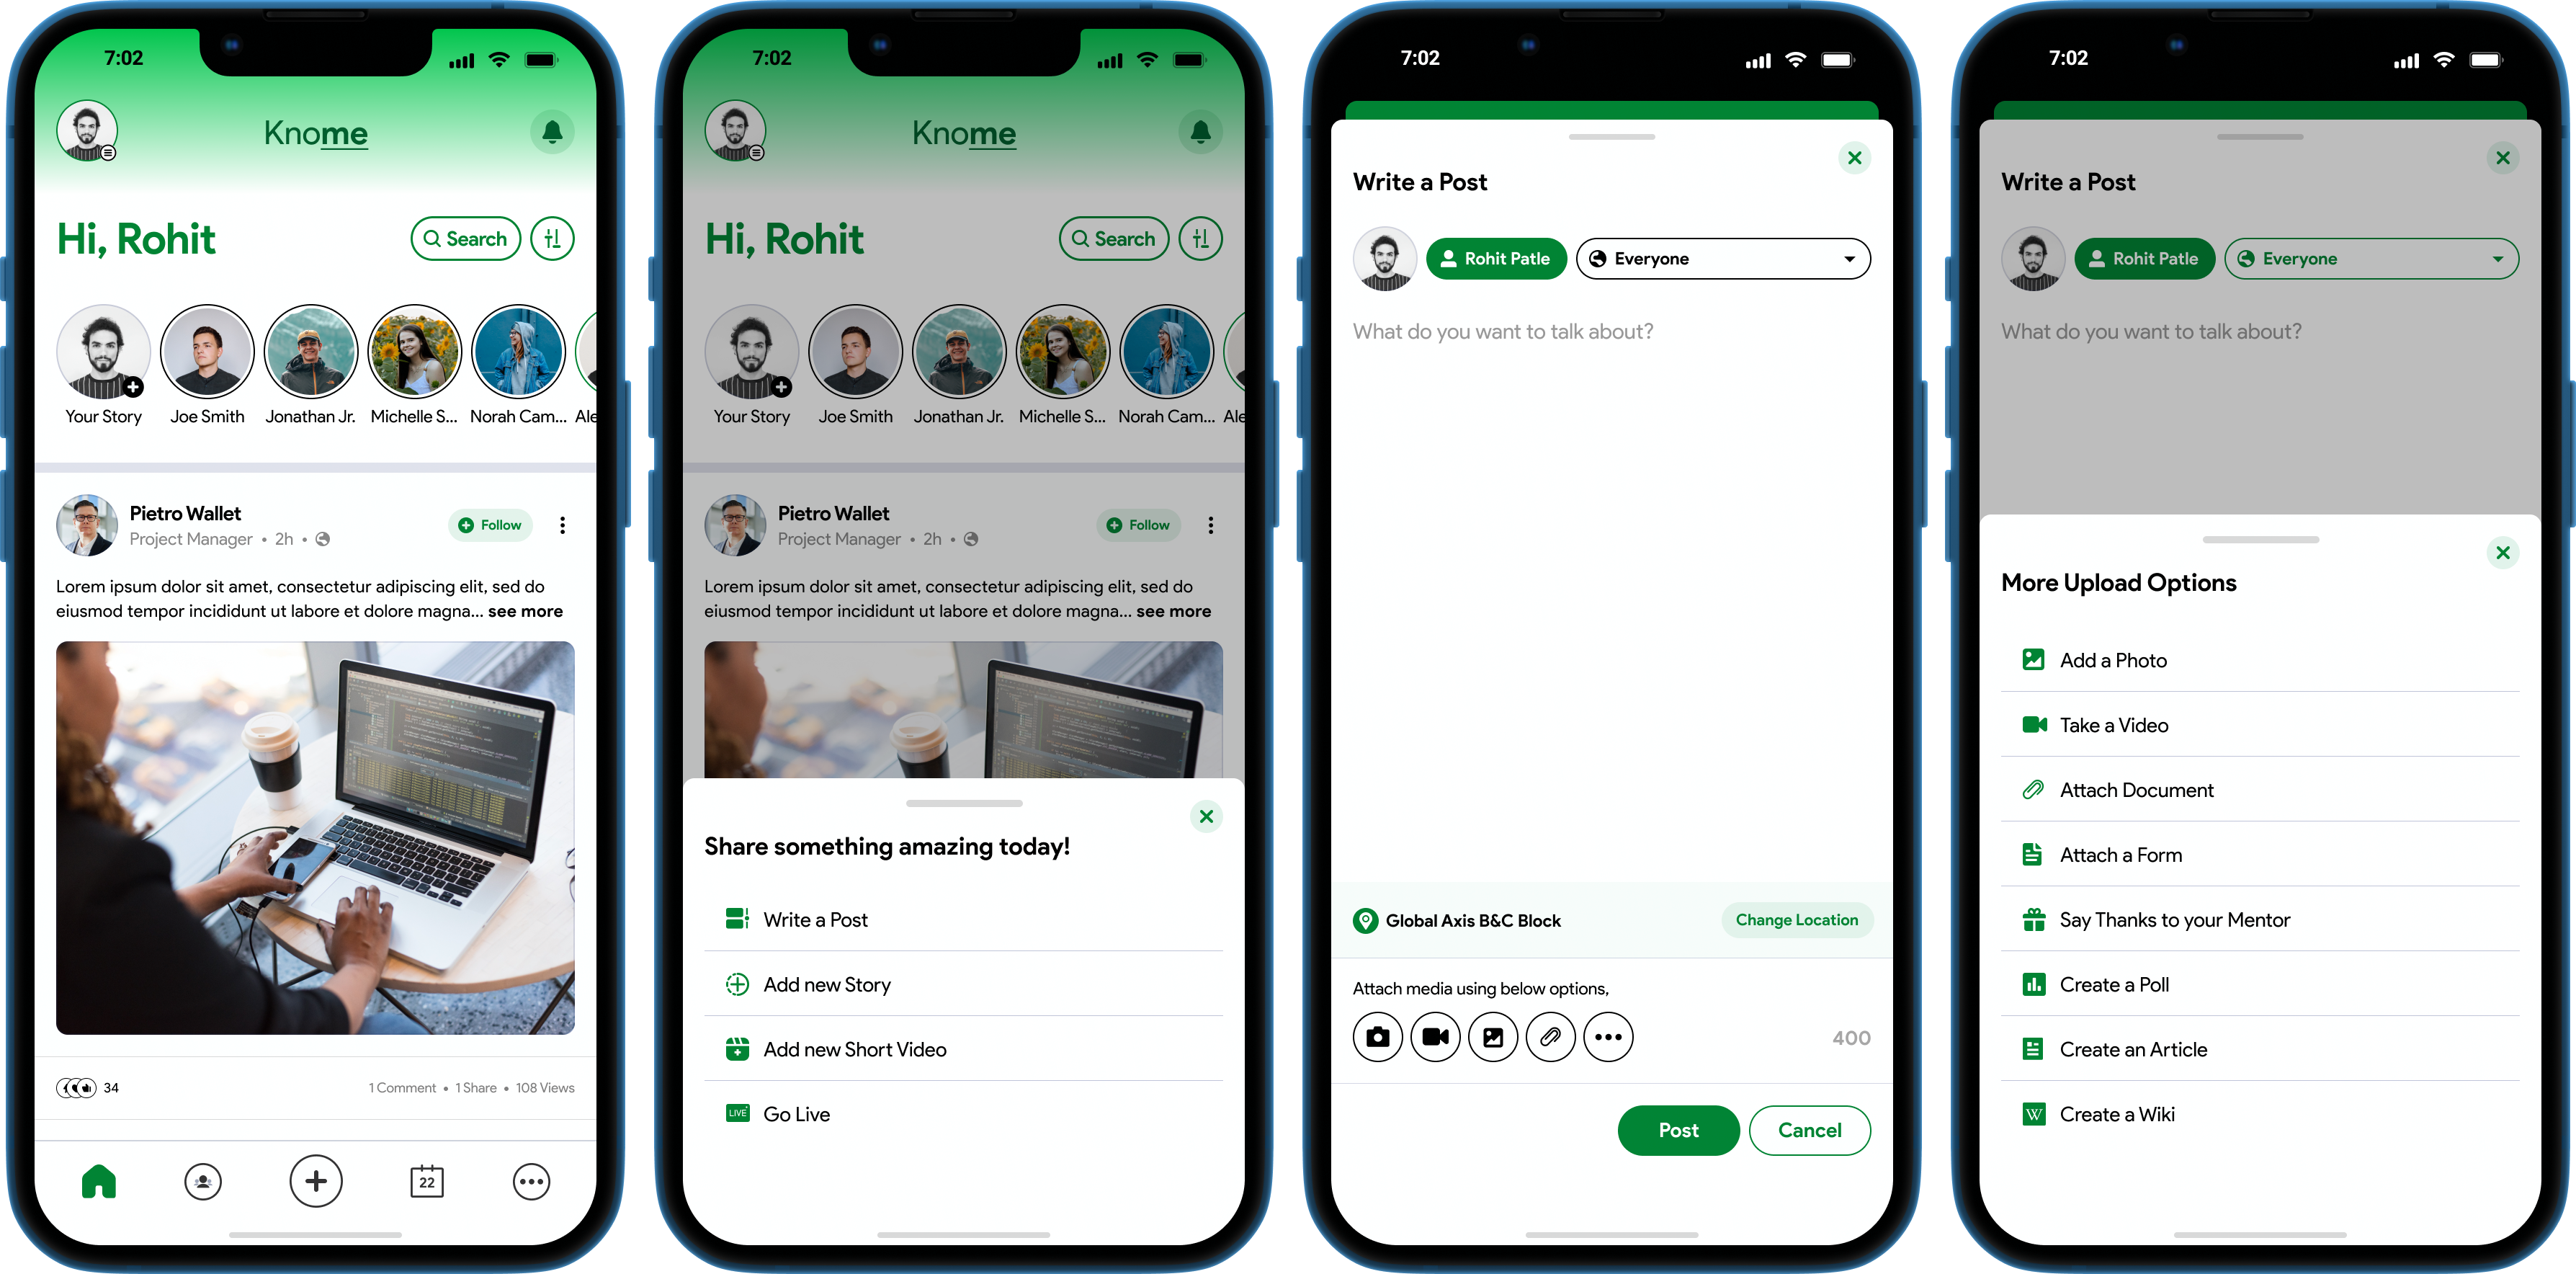 7:02
Knome
Hi, Rohit
Search
Your Story
Joe Smith
Jonathan Jr.
Michelle S...
Norah Cam...
Ale
Pietro Wallet
Project Manager • 2h •
Follow
Lorem ipsum dolor sit amet, consectetur adipiscing elit, sed do
eiusmod tempor incididunt ut labore et dolore magna... see more
34
1 Comment • 1 Share • 108 Views
22
7:02
Knome
Hi, Rohit
Search
Your Story
Joe Smith
Jonathan Jr.
Michelle S...
Norah Cam...
Ale
Pietro Wallet
Project Manager • 2h •
Follow
Lorem ipsum dolor sit amet, consectetur adipiscing elit, sed do
eiusmod tempor incididunt ut labore et dolore magna... see more
Share something amazing today!
Write a Post
Add new Story
Add new Short Video
LIVE
Go Live
7:02
Write a Post
Rohit Patle
Everyone
What do you want to talk about?
Global Axis B&C Block
Change Location
Attach media using below options,
400
Post
Cancel
7:02
Write a Post
Rohit Patle
Everyone
What do you want to talk about?
More Upload Options
Add a Photo
Take a Video
Attach Document
Attach a Form
Say Thanks to your Mentor
Create a Poll
Create an Article
W
Create a Wiki